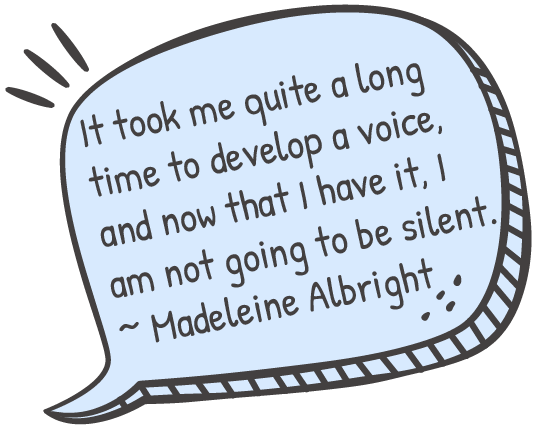 It took me quite a long
time to develop a voice,
and now that I have it, I
am not going to be silent.
~ Madeleine Albright